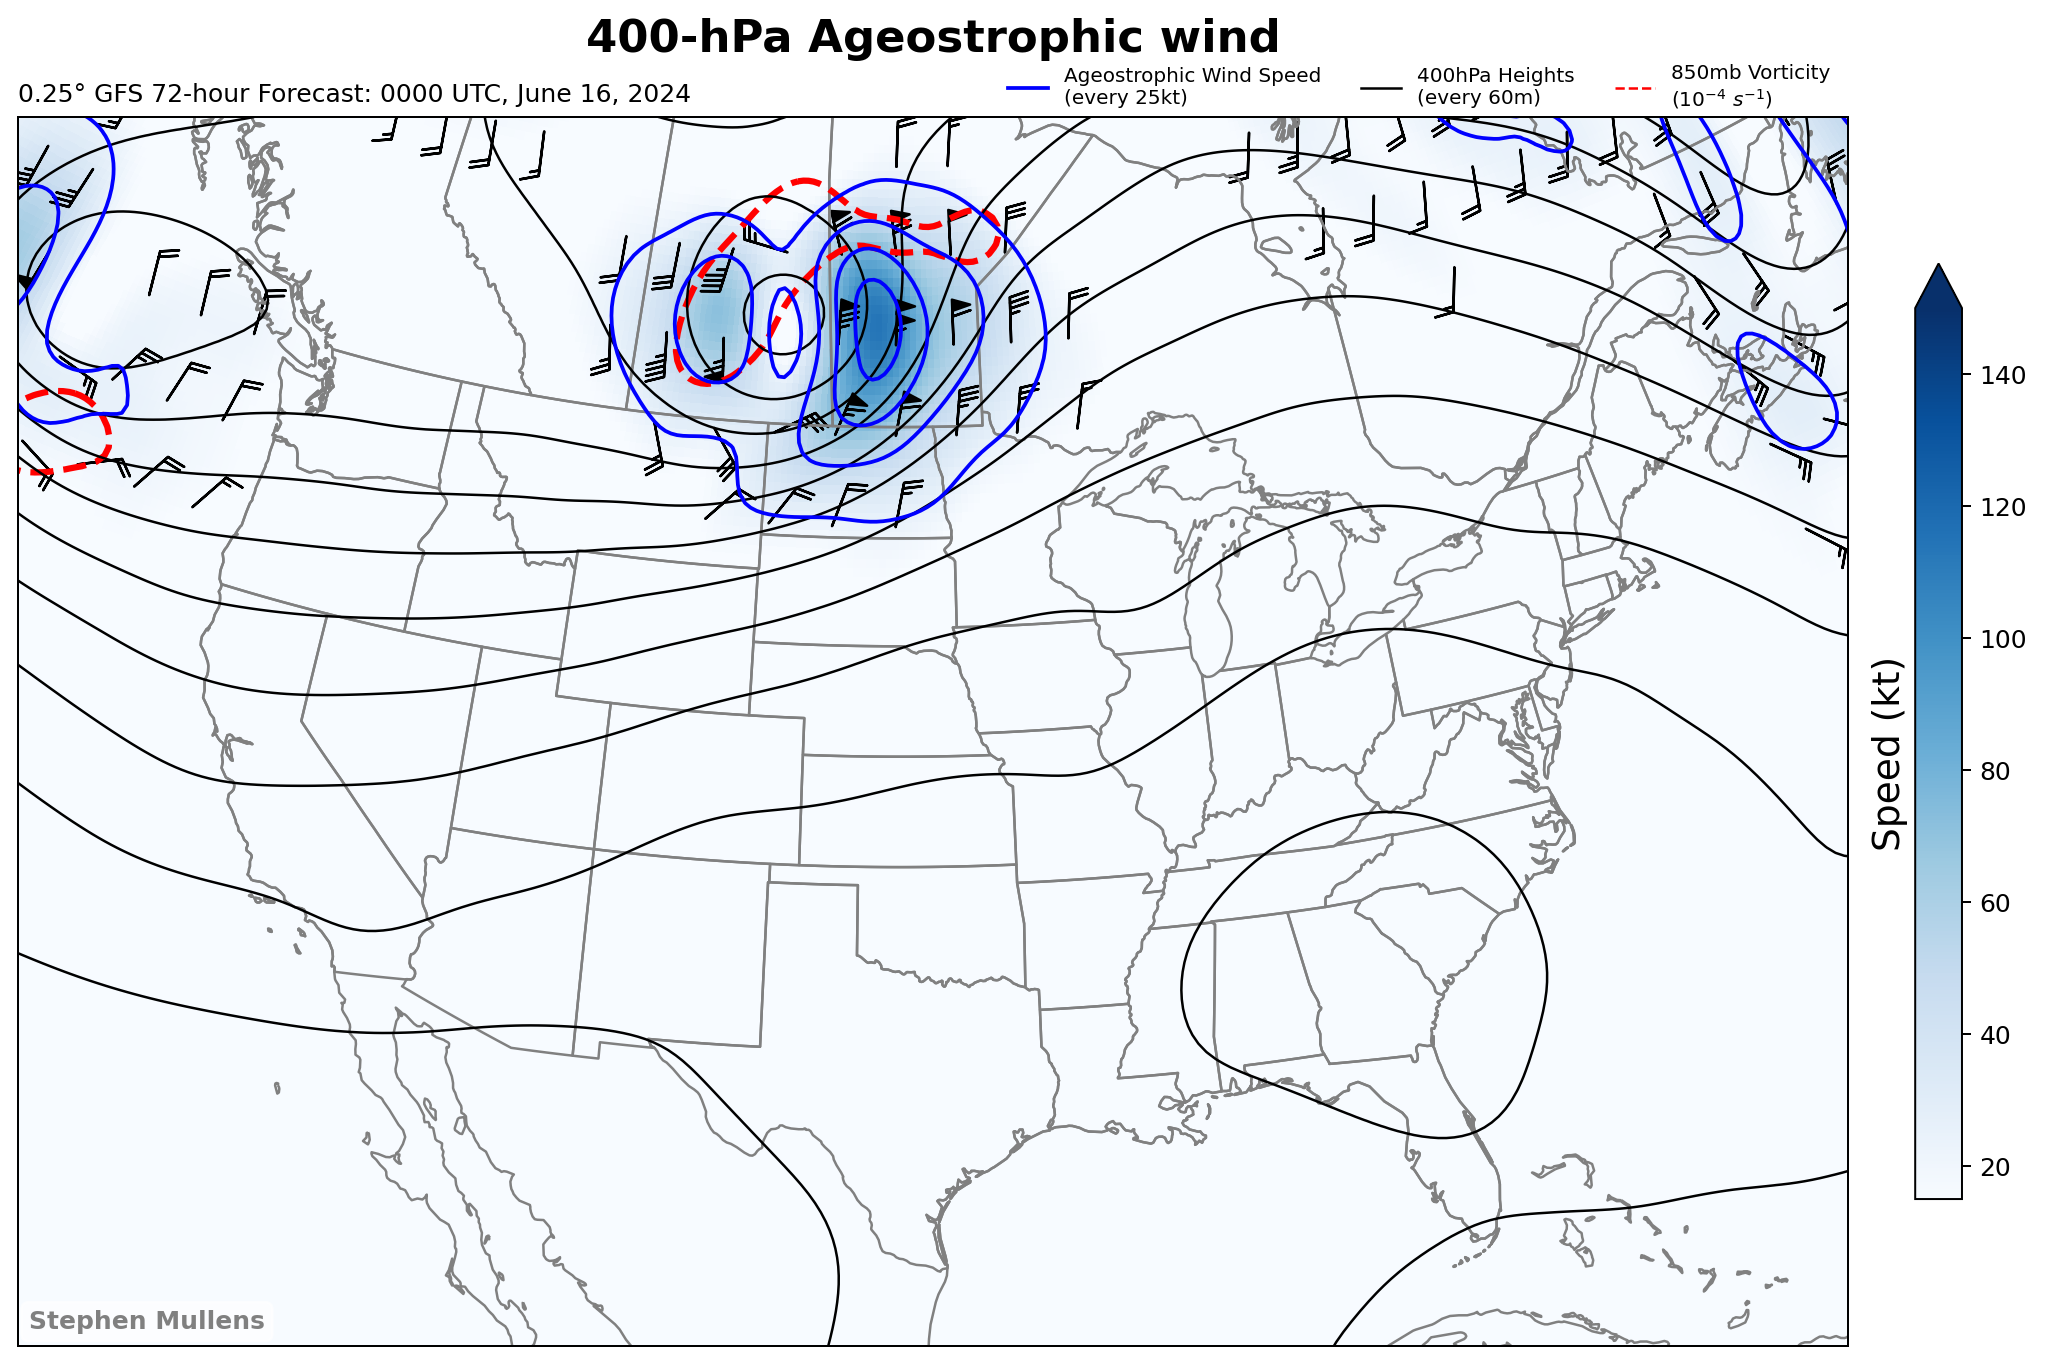 400-hPa Ageostrophic wind
0.25° GFS 72-hour Forecast: 0000 UTC, June 16, 2024
Ageostrophic Wind Speed
(every 25kt)
400hPa Heights
(every 60m)
850mb Vorticity
(10⁻⁴ s⁻¹)
140
120
100
80
60
40
20
Speed (kt)
Stephen Mullens